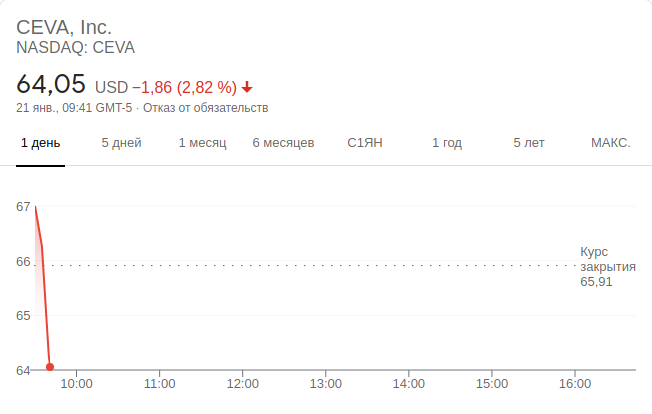 CEVA, Inc.
NASDAQ: CEVA
64,05 USD −1,86 (2,82 %)
21 янв., 09:41 GMT-5 · Отказ от обязательств
1 день 5 дней 1 месяц 6 месяцев С1ЯН 1 год 5 лет МАКС.
67
66
65
64
Курс
закрытия
65,91
10:00 11:00 12:00 13:00 14:00 15:00 16:00